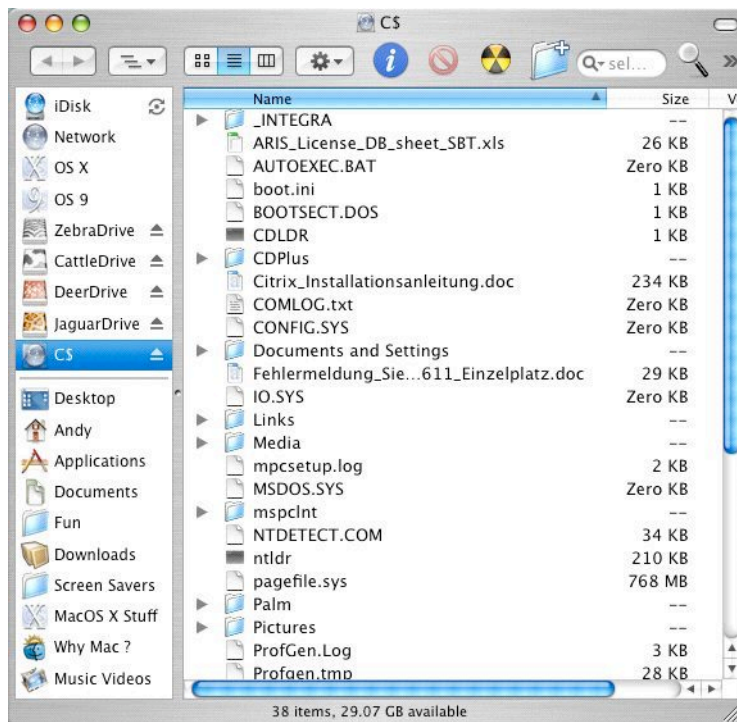 C$
sel...
iDisk
Network
OS X
OS 9
ZebraDrive
CattleDrive
DeerDrive
JaguarDrive
C$
Desktop
Andy
Applications
Documents
Fun
Downloads
Screen Savers
MacOS X Stuff
Why Mac ?
Music Videos
Name Size V
_INTEGRA --
ARIS_License_DB_sheet_SBT.xls 26 KB
AUTOEXEC.BAT Zero KB
boot.ini 1 KB
BOOTSECT.DOS 1 KB
CDLDR 1 KB
CDPlus --
Citrix_Installationsanleitung.doc 234 KB
COMLOG.txt Zero KB
CONFIG.SYS Zero KB
Documents and Settings --
Fehlermeldung_Sie...611_Einzelplatz.doc 29 KB
IO.SYS Zero KB
Links --
Media --
mpcsetup.log 2 KB
MSDOS.SYS Zero KB
mspclnt --
NTDETECT.COM 34 KB
ntldr 210 KB
pagefile.sys 768 MB
Palm --
Pictures --
ProfGen.Log 3 KB
Profgen.tmp 28 KB
38 items, 29.07 GB available